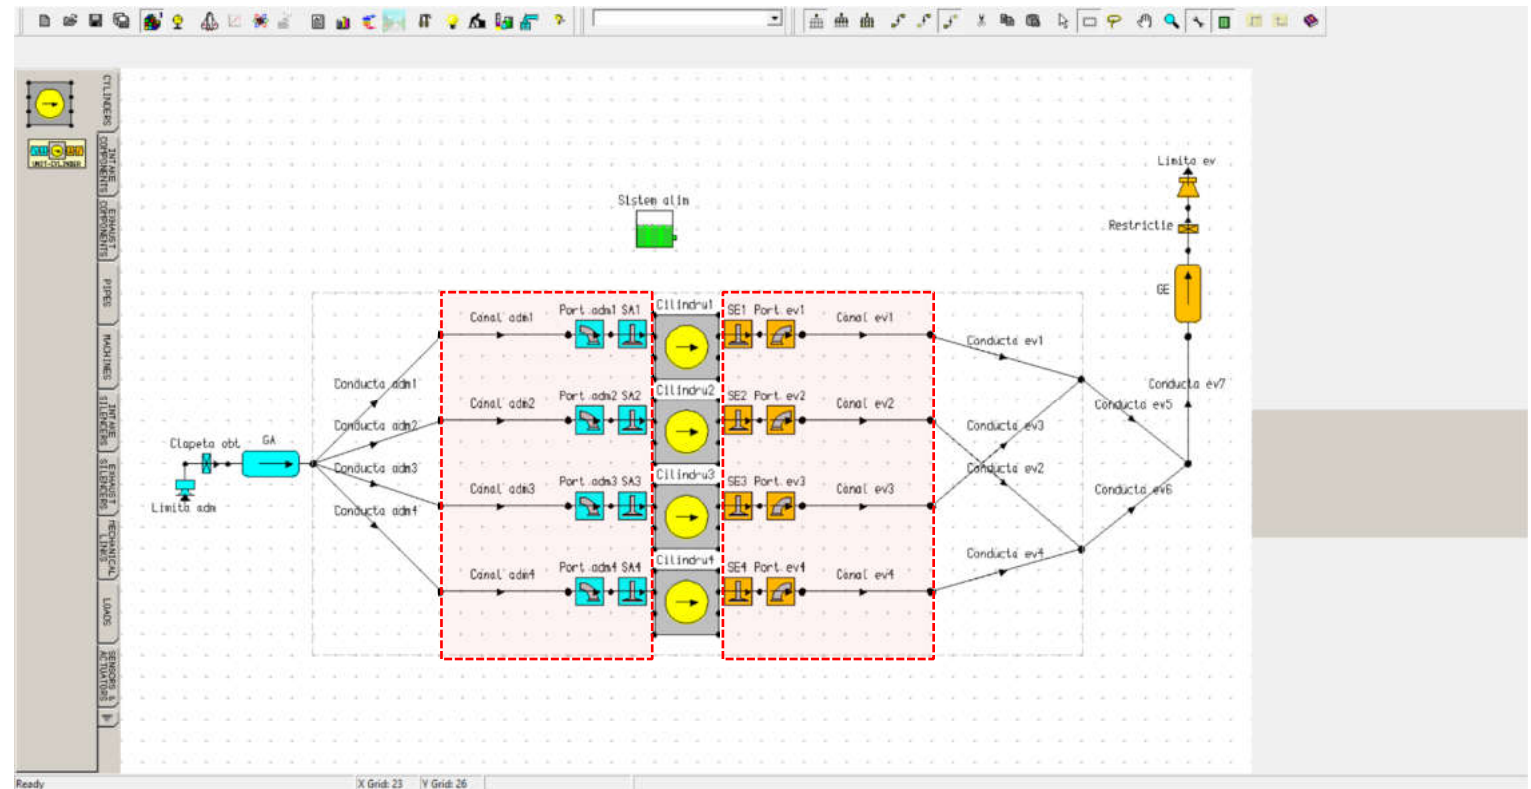 CYLINDERS
INTAKE COMPONENTS
EXHAUST COMPONENTS
PIPES
MACHINES
INTAKE SILENCERS
EXHAUST SILENCERS
MECHANICAL LINKS
LOADS
SENSORS & ACTUATORS
UNIT-CYLINDER
Limita ev
Sistem alim
Restrictie
GE
Canal adm1
Port adm1 SA1
Cilindru1
SE1 Port ev1
Canal ev1
Conducta ev1
Conducta adm1
Conducta ev7
Canal adm2
Port adm2 SA2
Cilindru2
SE2 Port ev2
Canal ev2
Conducta ev5
Conducta adm2
Conducta ev3
Clapeta obt
GA
Conducta adm3
Conducta ev2
Canal adm3
Port adm3 SA3
Cilindru3
SE3 Port ev3
Canal ev3
Conducta ev6
Limita adm
Conducta adm4
Conducta ev4
Canal adm4
Port adm4 SA4
Cilindru4
SE4 Port ev4
Canal ev4
Ready
X Grid: 23
Y Grid: 26